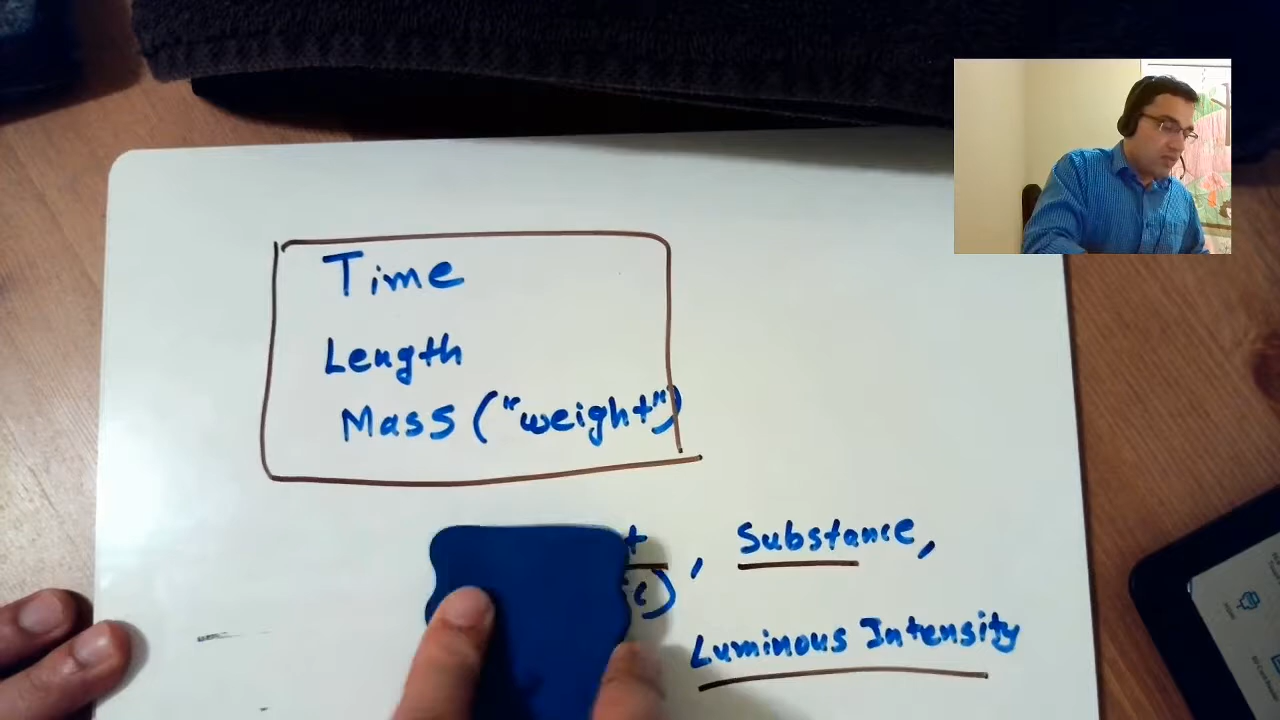 Time
Length
Mass ("weight")
, Substance,
Luminous Intensity